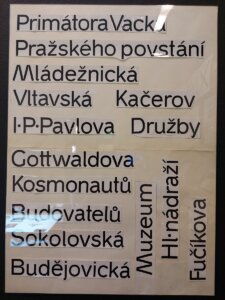 Primátora Vacka
Pražského povstání
Mládežnická
Vltavská Kačerov
I·P·Pavlova Družby
Gottwaldova
Kosmonautů
Budovatelů
Sokolovská
Budějovická
Muzeum
Hl·nádraží
Fučíkova